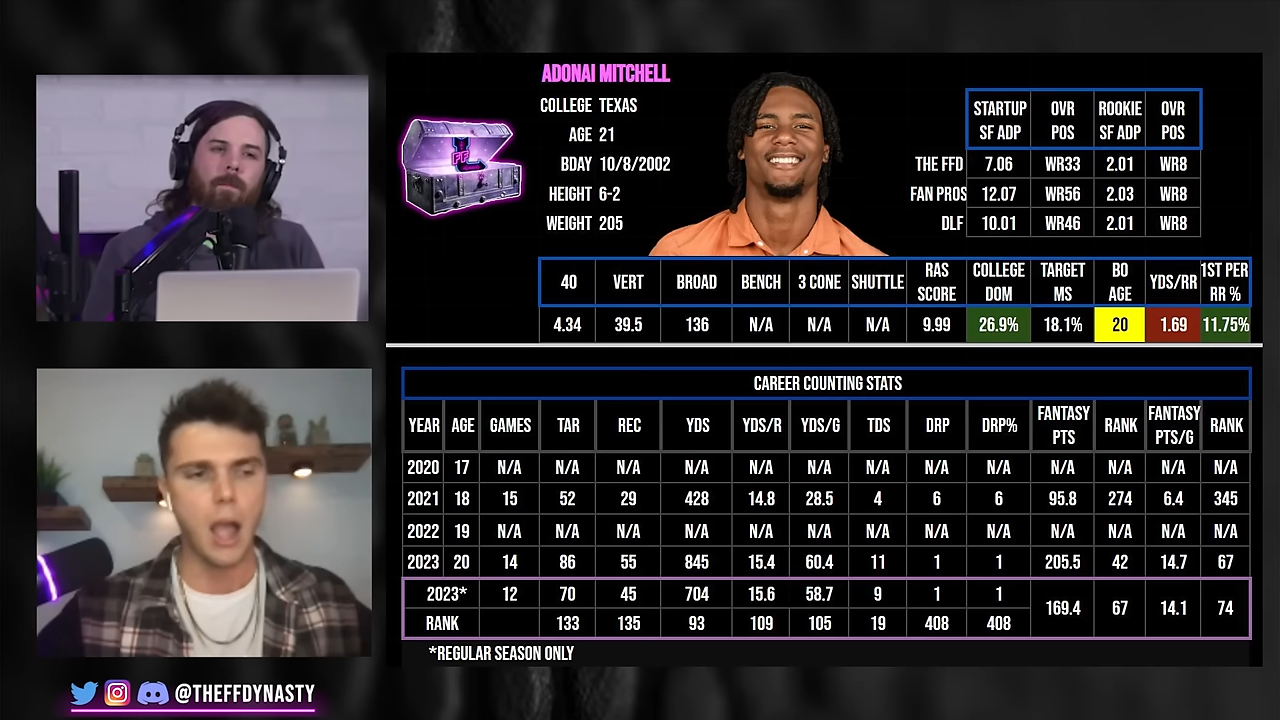 ADONAI MITCHELL
COLLEGE TEXAS
AGE 21
BDAY 10/8/2002
HEIGHT 6-2
WEIGHT 205
FF
STARTUP SF ADP OVR POS ROOKIE SF ADP OVR POS
THE FFD 7.06 WR33 2.01 WR8
FAN PROS 12.07 WR56 2.03 WR8
DLF 10.01 WR46 2.01 WR8
40 VERT BROAD BENCH 3 CONE SHUTTLE RAS SCORE COLLEGE DOM TARGET MS BO AGE YDS/RR 1ST PER RR %
4.34 39.5 136 N/A N/A N/A 9.99 26.9% 18.1% 20 1.69 11.75%
CAREER COUNTING STATS
YEAR AGE GAMES TAR REC YDS YDS/R YDS/G TDS DRP DRP% FANTASY PTS RANK FANTASY PTS/G RANK
2020 17 N/A N/A N/A N/A N/A N/A N/A N/A N/A N/A N/A N/A N/A
2021 18 15 52 29 428 14.8 28.5 4 6 6 95.8 274 6.4 345
2022 19 N/A N/A N/A N/A N/A N/A N/A N/A N/A N/A N/A N/A N/A
2023 20 14 86 55 845 15.4 60.4 11 1 1 205.5 42 14.7 67
2023* 12 70 45 704 15.6 58.7 9 1 1 169.4 67 14.1 74
RANK 133 135 93 109 105 19 408 408
*REGULAR SEASON ONLY
@THEFFDYNASTY